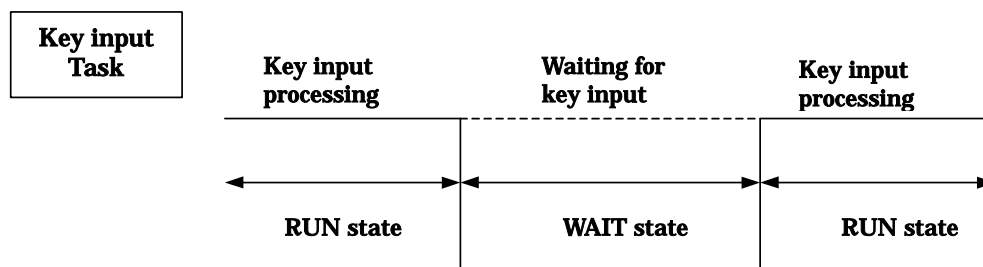 Key input
Task
Key input
processing
Waiting for
key input
Key input
processing
RUN state
WAIT state
RUN state